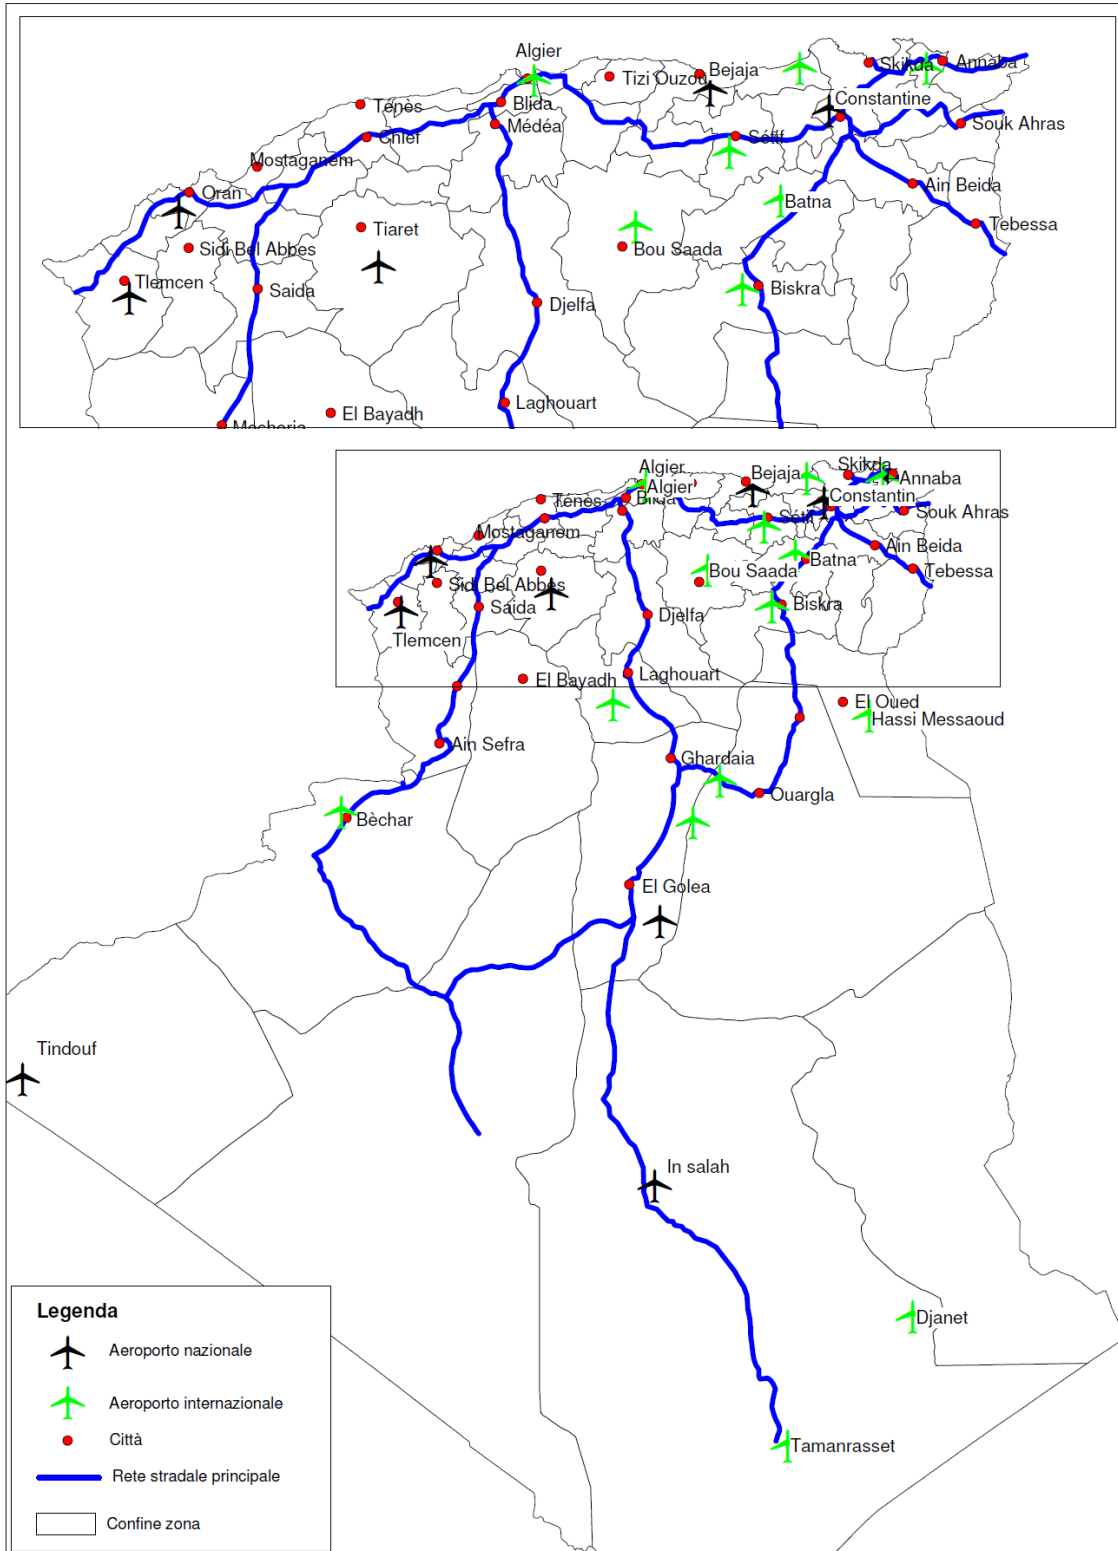 Algier
Tizi Ouzou
Bejaja
Skikda
Annaba
Ténès
Blida
Constantine
Médéa
Chlef
Sétif
Souk Ahras
Mostaganem
Oran
Ain Beida
Batna
Tiaret
Tebessa
Sidi Bel Abbes
Bou Saada
Tlemcen
Saida
Biskra
Djelfa
Laghouart
El Bayadh
Mecheria
Algier
Bejaja
Skikda
Annaba
Algier
Blida
Ténès
Constantin
Souk Ahras
Sétif
Mostaganem
Ain Beida
Batna
Bou Saada
Tebessa
Sidi Bel Abbes
Saida
Biskra
Djelfa
Tlemcen
Laghouart
El Bayadh
El Oued
Hassi Messaoud
Ain Sefra
Ghardaia
Ouargla
Bèchar
El Golea
Tindouf
In salah
Djanet
Tamanrasset
Legenda
Aeroporto nazionale
Aeroporto internazionale
Città
Rete stradale principale
Confine zona